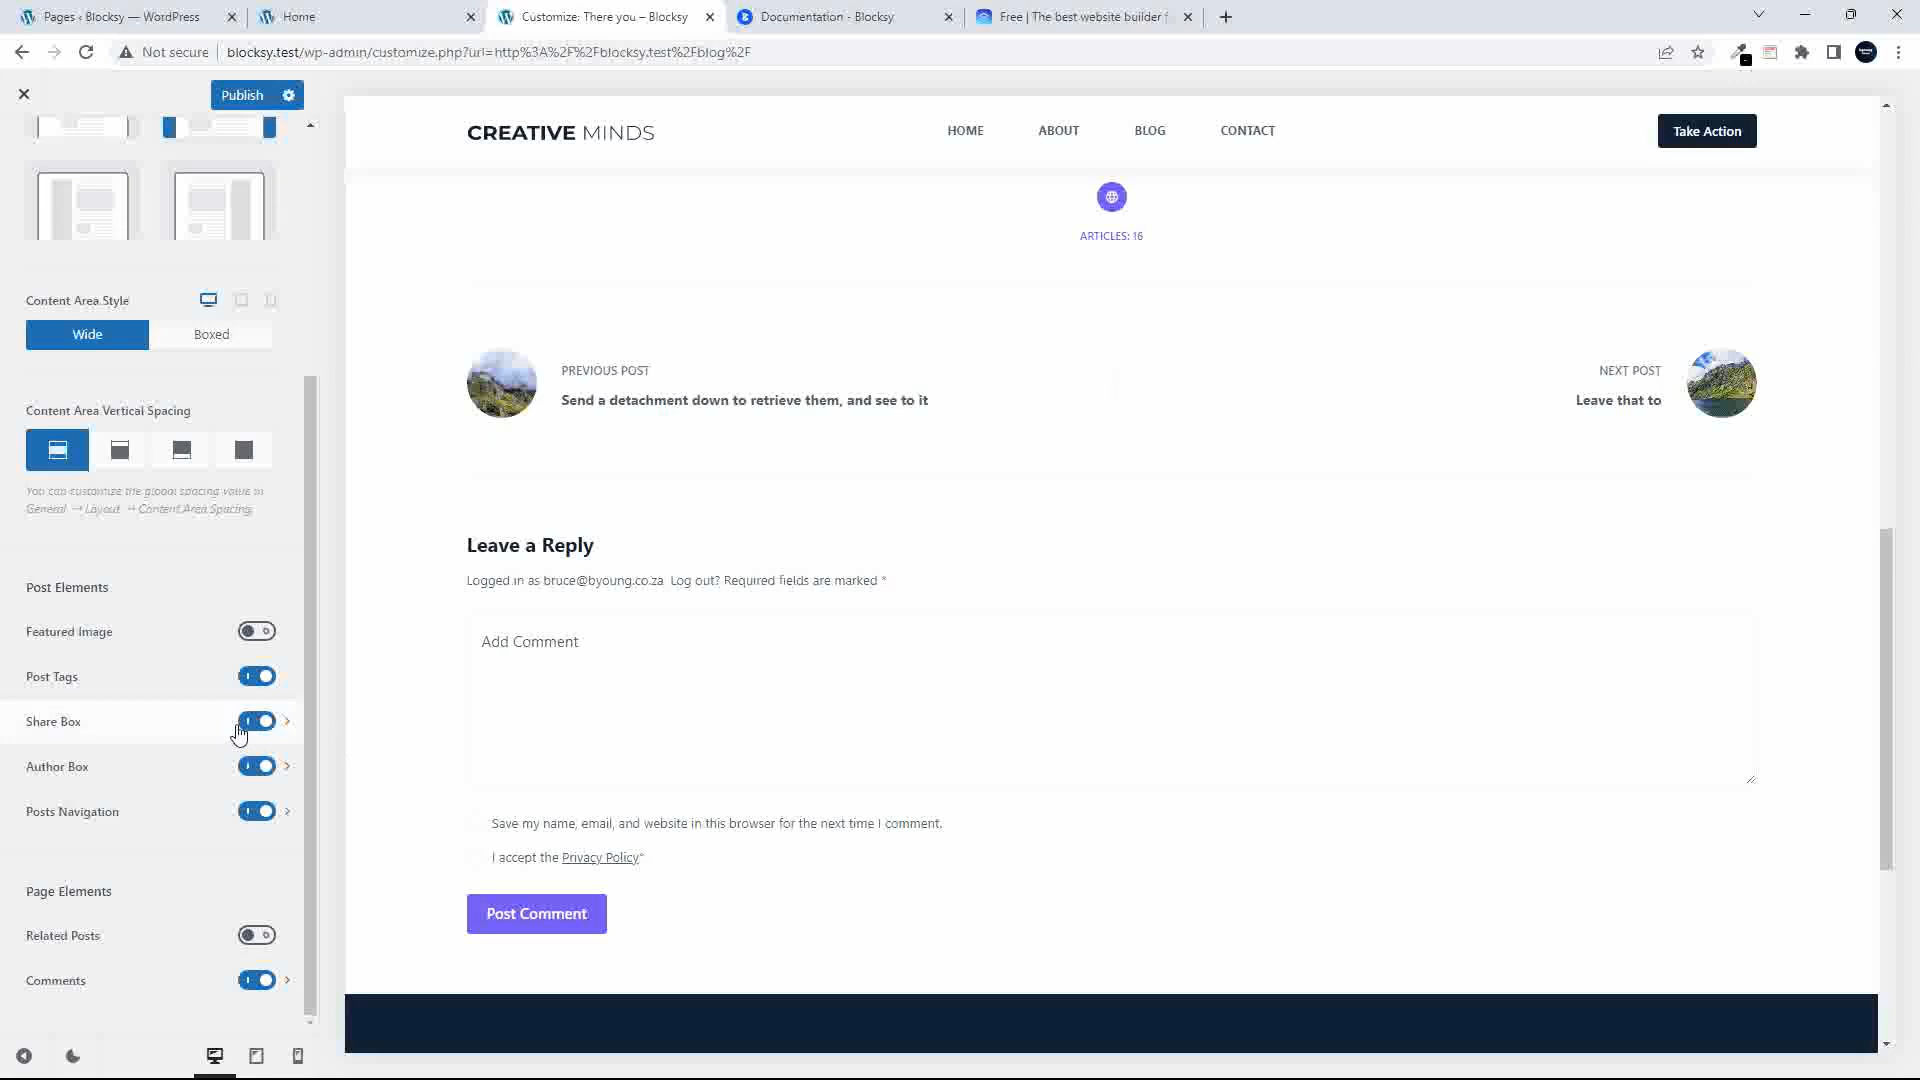 Pages ‹ Blocksy — WordPress
Home
Customize: There you – Blocksy
Documentation - Blocksy
Free | The best website builder f
Not secure
blocksy.test/wp-admin/customize.php?url=http%3A%2F%2Fblocksy.test%2Fblog%2F
Publish
CREATIVE MINDS
HOME
ABOUT
BLOG
CONTACT
Take Action
ARTICLES: 16
Content Area Style
Wide
Boxed
PREVIOUS POST
Send a detachment down to retrieve them, and see to it
NEXT POST
Leave that to
Content Area Vertical Spacing
You can customize the global spacing value in
General → Layout → Content Area Spacing.
Leave a Reply
Logged in as bruce@byoung.co.za. Log out? Required fields are marked *
Add Comment
Post Elements
Featured Image
Post Tags
Share Box
Author Box
Posts Navigation
Save my name, email, and website in this browser for the next time I comment.
I accept the Privacy Policy*
Post Comment
Page Elements
Related Posts
Comments